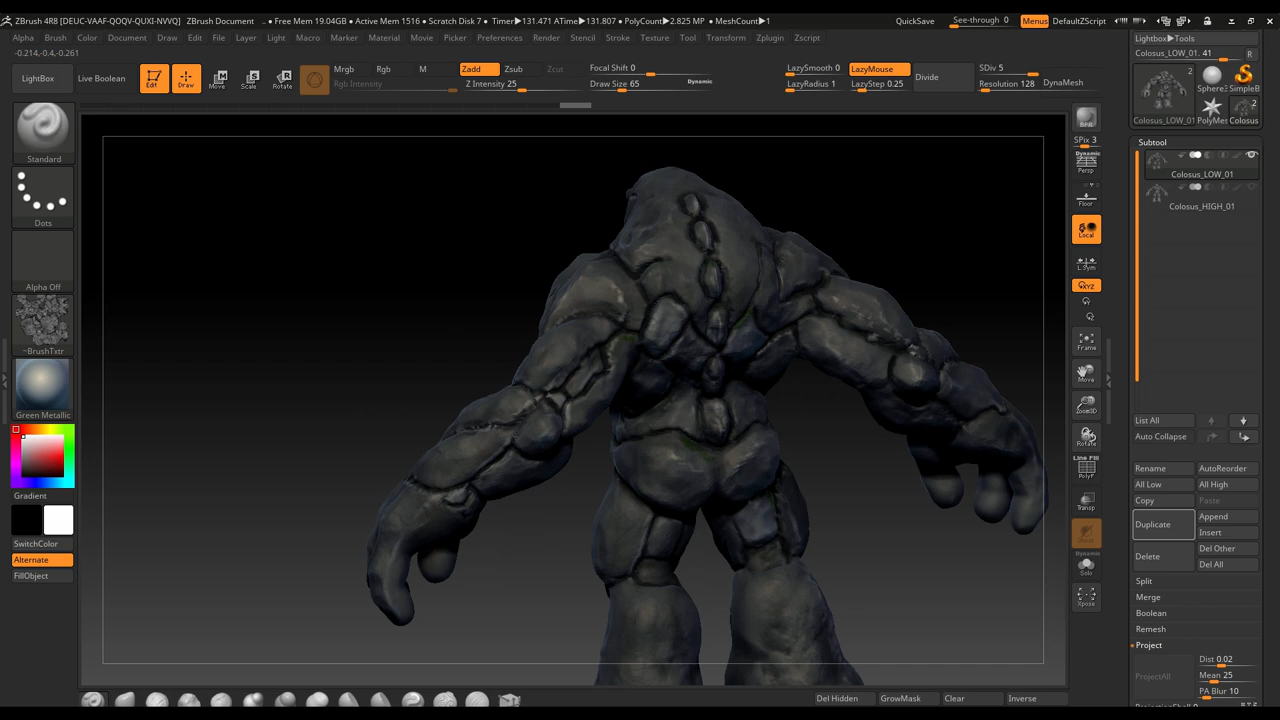 ZBrush 4R8 [DEUC-VAAF-QOQV-QUXI-NVVQ] ZBrush Document .. • Free Mem 19.04GB • Active Mem 1516 • Scratch Disk 7 • Timer▶131.471 ATime▶131.807 • PolyCount▶2.825 MP • MeshCount▶1 QuickSave See-through 0 Menus DefaultZScript
Alpha Brush Color Document Draw Edit File Layer Light Macro Marker Material Movie Picker Preferences Render Stencil Stroke Texture Tool Transform Zplugin Zscript
-0.214,-0.4,-0.261
LightBox
Live Boolean
Edit
Draw
Move
Scale
Rotate
Mrgb Rgb M
Rgb Intensity
Zadd Zsub Zcut
Z Intensity 25
Focal Shift 0
Draw Size 65
Dynamic
LazySmooth 0
LazyRadius 1
LazyMouse
LazyStep 0.25
Divide
SDiv 5
Resolution 128
DynaMesh
Standard
Dots
Alpha Off
~BrushTxtr
Green Metallic
Gradient
SwitchColor
Alternate
FillObject
BPR
SPix 3
Dynamic
Persp
Floor
Local
L.Sym
XYZ
Frame
Move
Zoom3D
Rotate
Line Fill
PolyF
Transp
Dynamic
Solo
Xpose
Lightbox▶Tools
Colosus_LOW_01. 41 R
2
Colosus_LOW_01
SimpleB
PolyMes
2
Colosus
Subtool
Colosus_LOW_01
Colosus_HIGH_01
List All
Auto Collapse
Rename AutoReorder
All Low All High
Copy Paste
Duplicate
Append
Insert
Delete
Del Other
Del All
Split
Merge
Boolean
Remesh
Project
ProjectAll
Dist 0.02
Mean 25
PA Blur 10
Del Hidden GrowMask Clear Inverse